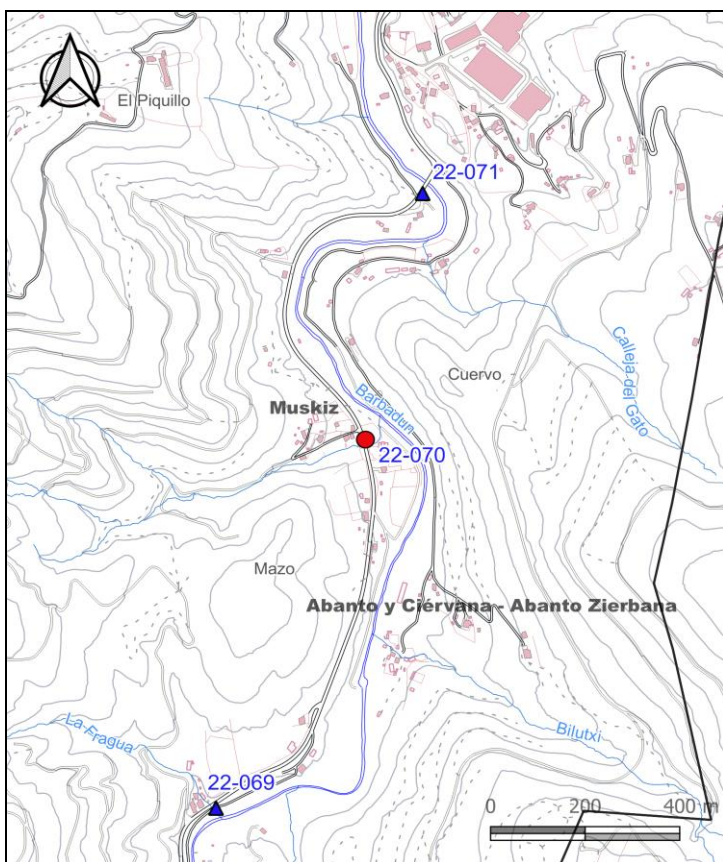 El Piquillo
22-071
Calleja del Gato
Cuervo
Barbadun
Muskiz
22-070
Mazo
Abanto y Ciérvana - Abanto Zierbana
La Fragua
Bilutxi
22-069
0 200 400 m